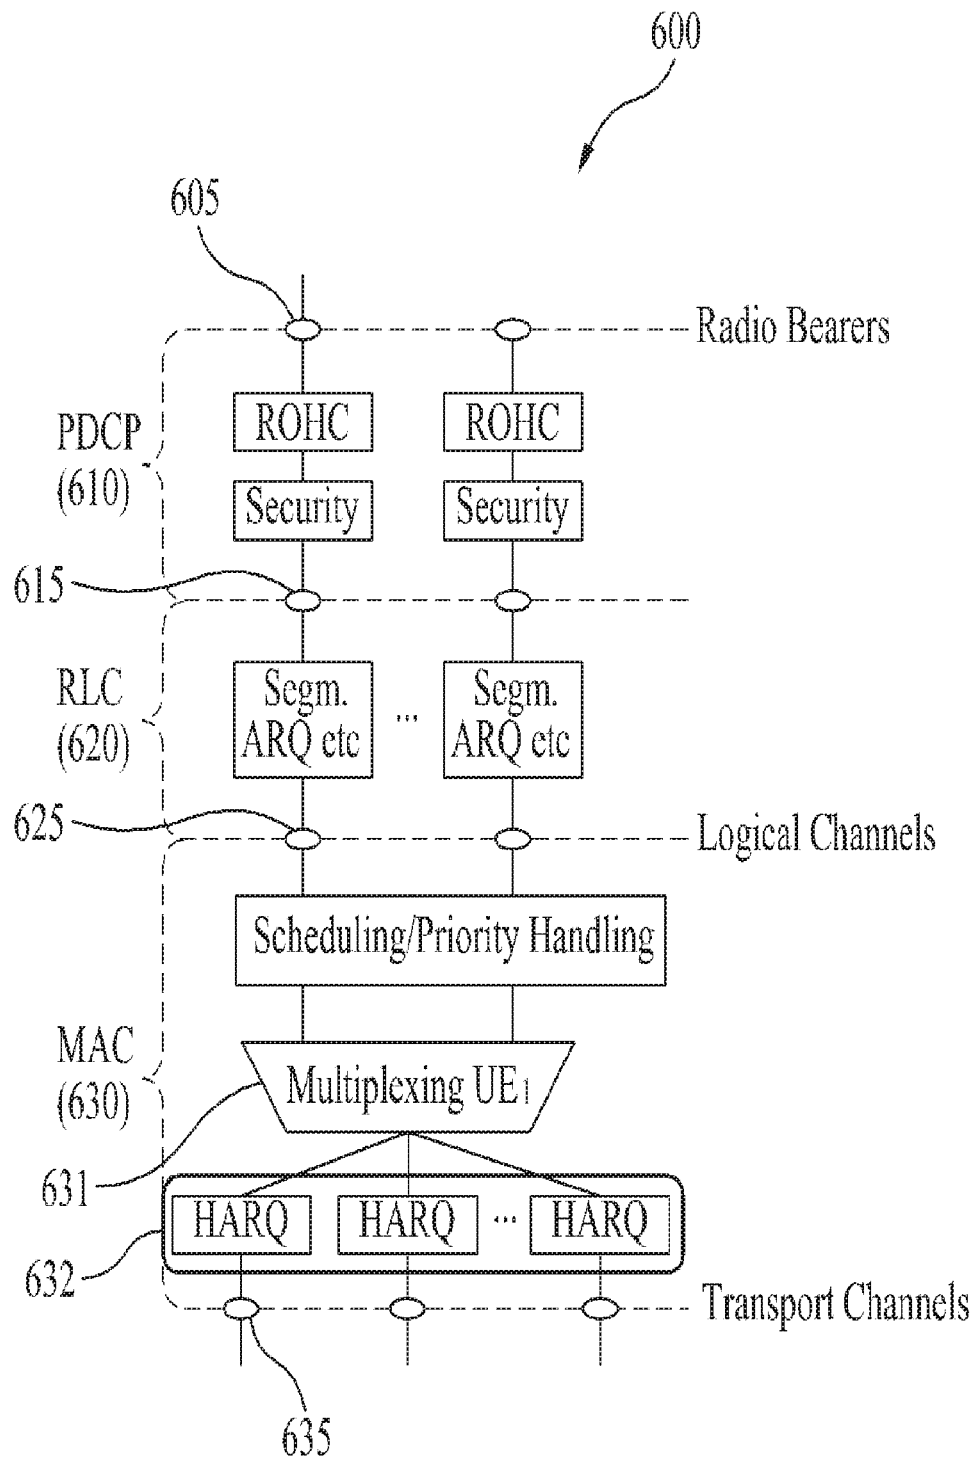 600
605
Radio Bearers
PDCP
(610)
ROHC
ROHC
Security
Security
615
RLC
(620)
Segm.
ARQ etc
...
Segm.
ARQ etc
625
Logical Channels
Scheduling/Priority Handling
MAC
(630)
Multiplexing UE1
631
HARQ
HARQ
...
HARQ
632
Transport Channels
635